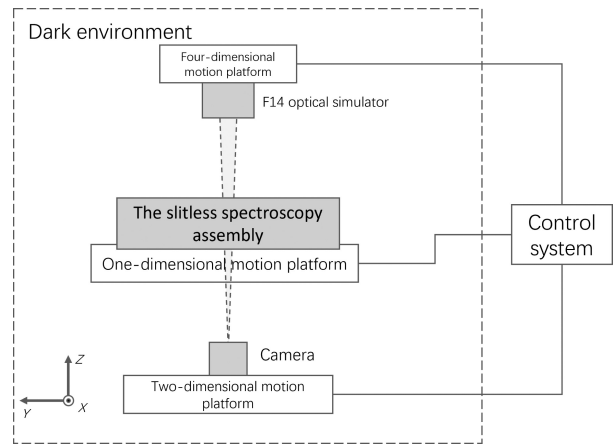 Dark environment
Four-dimensional
motion platform
F14 optical simulator
The slitless spectroscopy
assembly
One-dimensional motion platform
Control
system
Camera
Two-dimensional motion
platform
Z
Y
X